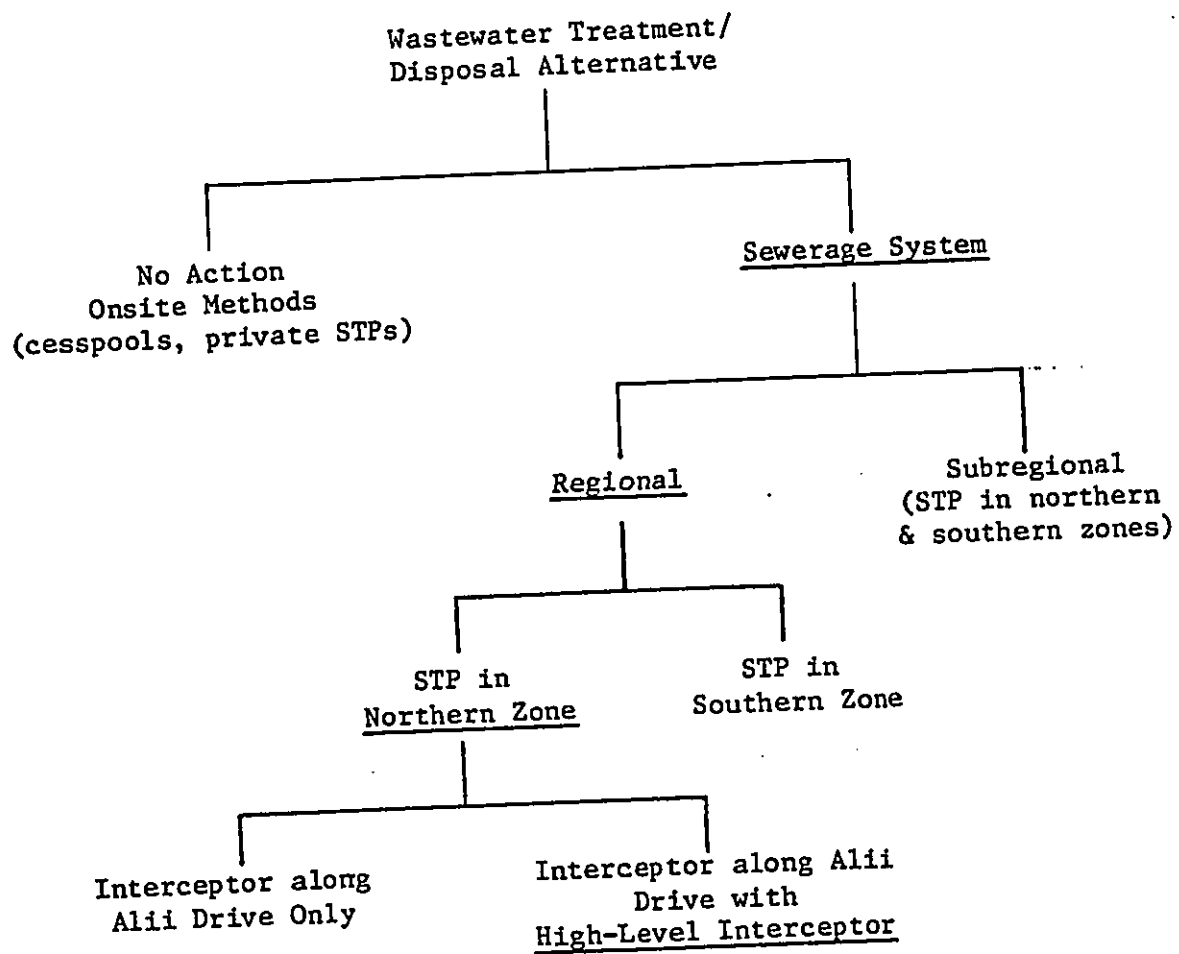 Wastewater Treatment/
Disposal Alternative
No Action
Onsite Methods
(cesspools, private STPs)
Sewerage System
Regional
Subregional
(STP in northern
& southern zones)
STP in
Northern Zone
STP in
Southern Zone
Interceptor along
Alii Drive Only
Interceptor along Alii
Drive with
High-Level Interceptor